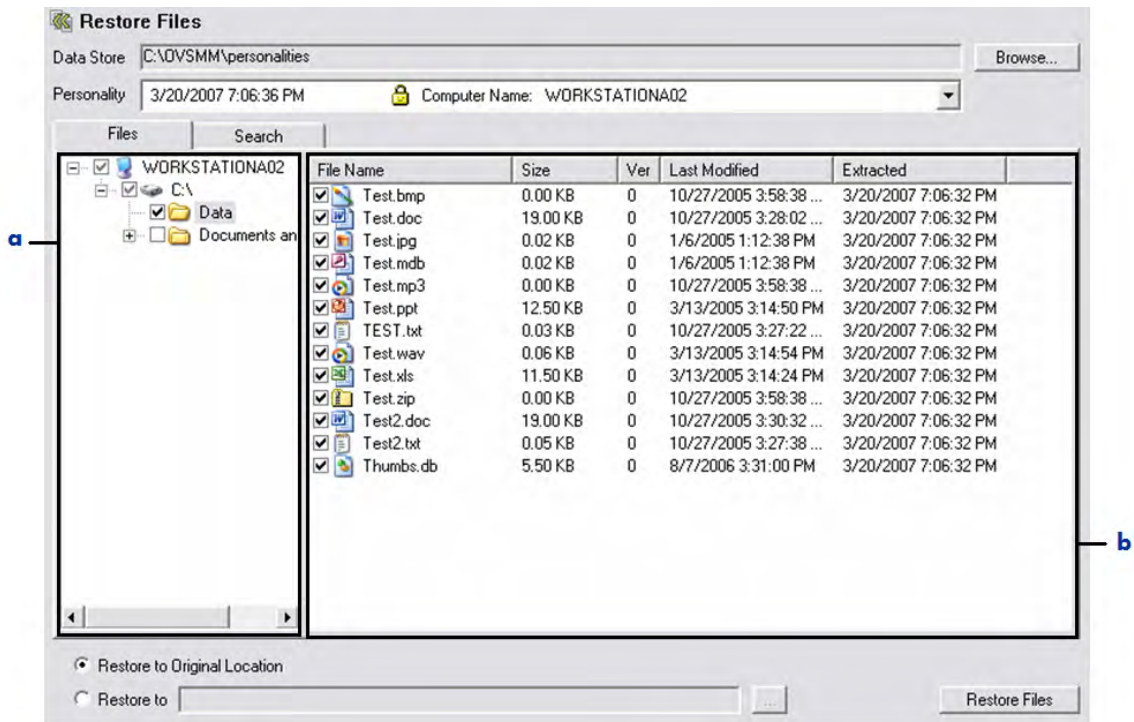 Restore Files
Data Store C:\OVSMM\personalities Browse...
Personality 3/20/2007 7:06:36 PM Computer Name: WORKSTATIONA02
Files Search
WORKSTATIONA02
C:\
Data
Documents an
File Name Size Ver Last Modified Extracted
Test.bmp 0.00 KB 0 10/27/2005 3:58:38 ... 3/20/2007 7:06:32 PM
Test.doc 19.00 KB 0 10/27/2005 3:28:02 ... 3/20/2007 7:06:32 PM
Test.jpg 0.02 KB 0 1/6/2005 1:12:38 PM 3/20/2007 7:06:32 PM
Test.mdb 0.02 KB 0 1/6/2005 1:12:38 PM 3/20/2007 7:06:32 PM
Test.mp3 0.00 KB 0 10/27/2005 3:58:38 ... 3/20/2007 7:06:32 PM
Test.ppt 12.50 KB 0 3/13/2005 3:14:50 PM 3/20/2007 7:06:32 PM
TEST.txt 0.03 KB 0 10/27/2005 3:27:22 ... 3/20/2007 7:06:32 PM
Test.wav 0.06 KB 0 3/13/2005 3:14:54 PM 3/20/2007 7:06:32 PM
Test.xls 11.50 KB 0 3/13/2005 3:14:24 PM 3/20/2007 7:06:32 PM
Test.zip 0.00 KB 0 10/27/2005 3:58:38 ... 3/20/2007 7:06:32 PM
Test2.doc 19.00 KB 0 10/27/2005 3:30:32 ... 3/20/2007 7:06:32 PM
Test2.txt 0.05 KB 0 10/27/2005 3:27:38 ... 3/20/2007 7:06:32 PM
Thumbs.db 5.50 KB 0 8/7/2006 3:31:00 PM 3/20/2007 7:06:32 PM
a
b
Restore to Original Location
Restore to ... Restore Files